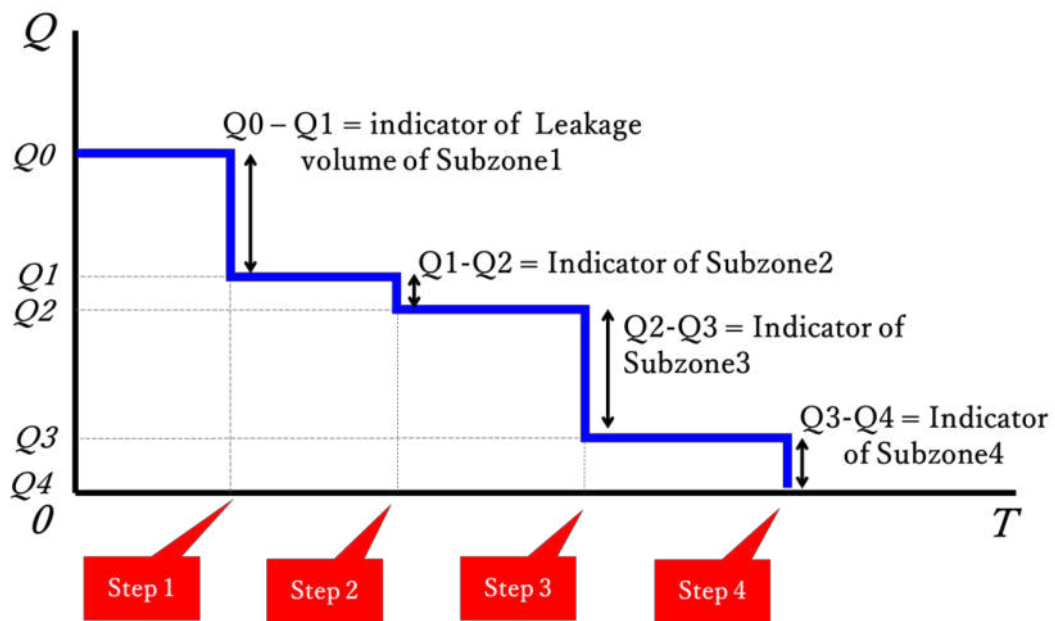 Q
Q0 – Q1 = indicator of Leakage
volume of Subzone1
Q0
Q1
Q1-Q2 = Indicator of Subzone2
Q2
Q2-Q3 = Indicator of
Subzone3
Q3
Q3-Q4 = Indicator
of Subzone4
Q4
0
T
Step 1
Step 2
Step 3
Step 4